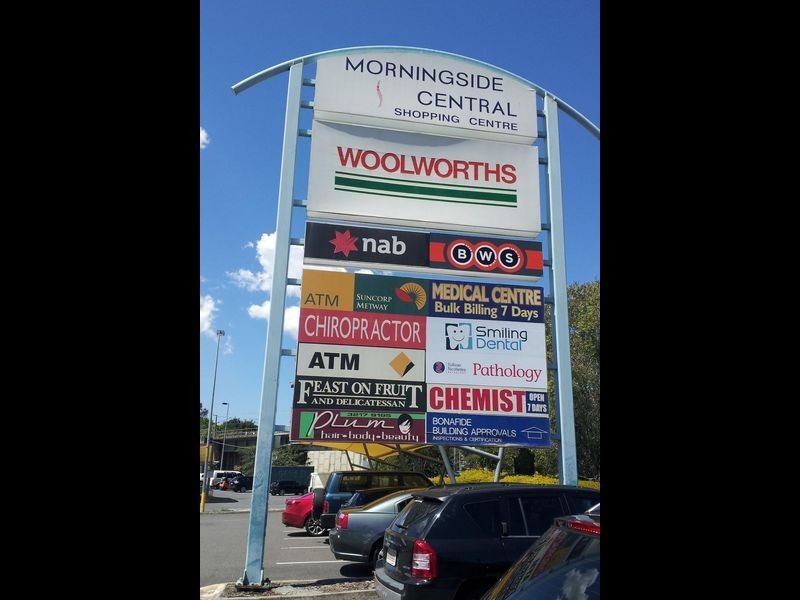 MORNINGSIDE
CENTRAL
SHOPPING CENTRE
WOOLWORTHS
nab
BWS
ATM
SUNCORP
METWAY
MEDICAL CENTRE
Bulk Billing 7 Days
CHIROPRACTOR
Smiling
Dental
ATM
Pathology
FEAST ON FRUIT
AND DELICATESSAN
CHEMIST
OPEN
7 DAYS
3217 9195
Plum
hair•body•beauty
BONAFIDE
BUILDING APPROVALS
INSPECTIONS & CERTIFICATION